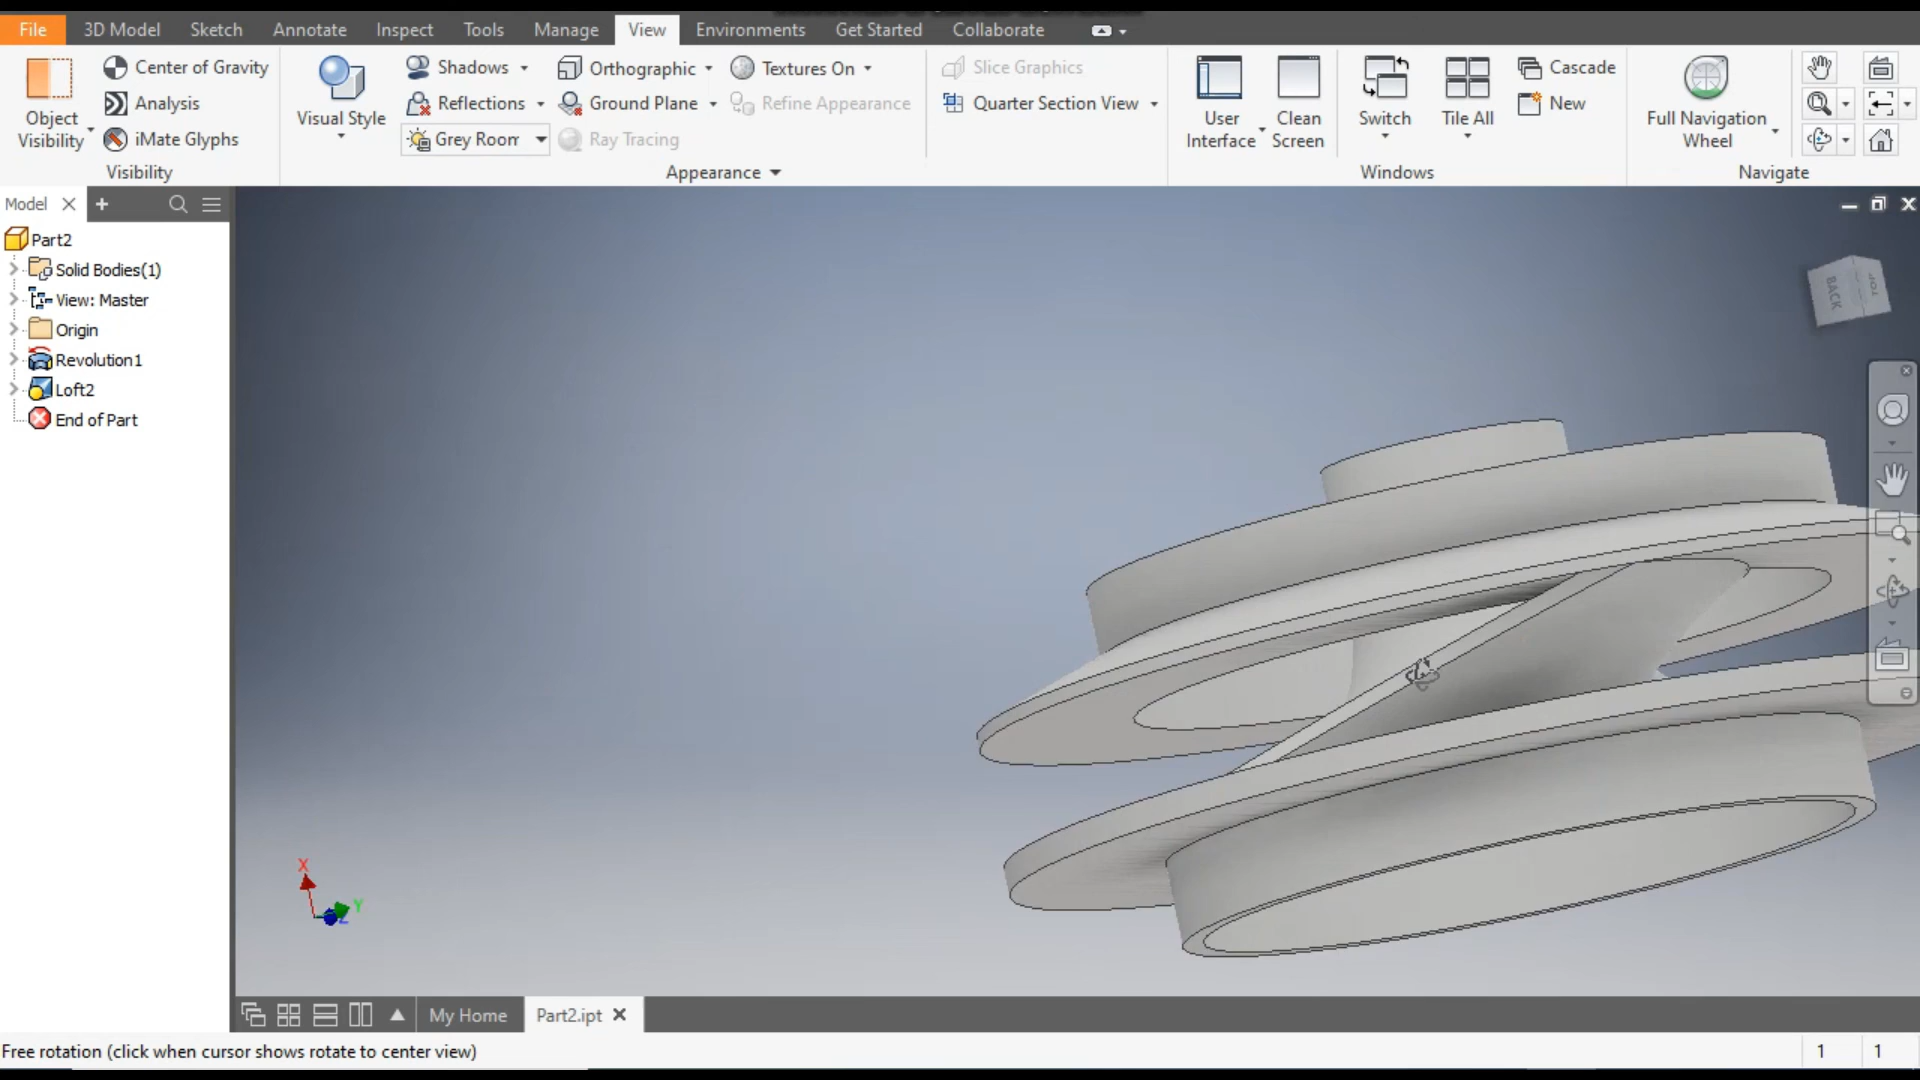 File 3D Model Sketch Annotate Inspect Tools Manage View Environments Get Started Collaborate
Object Visibility
Center of Gravity
Analysis
iMate Glyphs
Visibility
Visual Style
Shadows
Reflections
Grey Room
Orthographic
Ground Plane
Ray Tracing
Textures On
Refine Appearance
Appearance
Slice Graphics
Quarter Section View
User Interface
Clean Screen
Switch
Tile All
Cascade
New
Windows
Full Navigation Wheel
Navigate
Model
Part2
Solid Bodies(1)
View: Master
Origin
Revolution1
Loft2
End of Part
BACK
TOP
X
Y
Z
My Home
Part2.ipt
Free rotation (click when cursor shows rotate to center view)
1
1